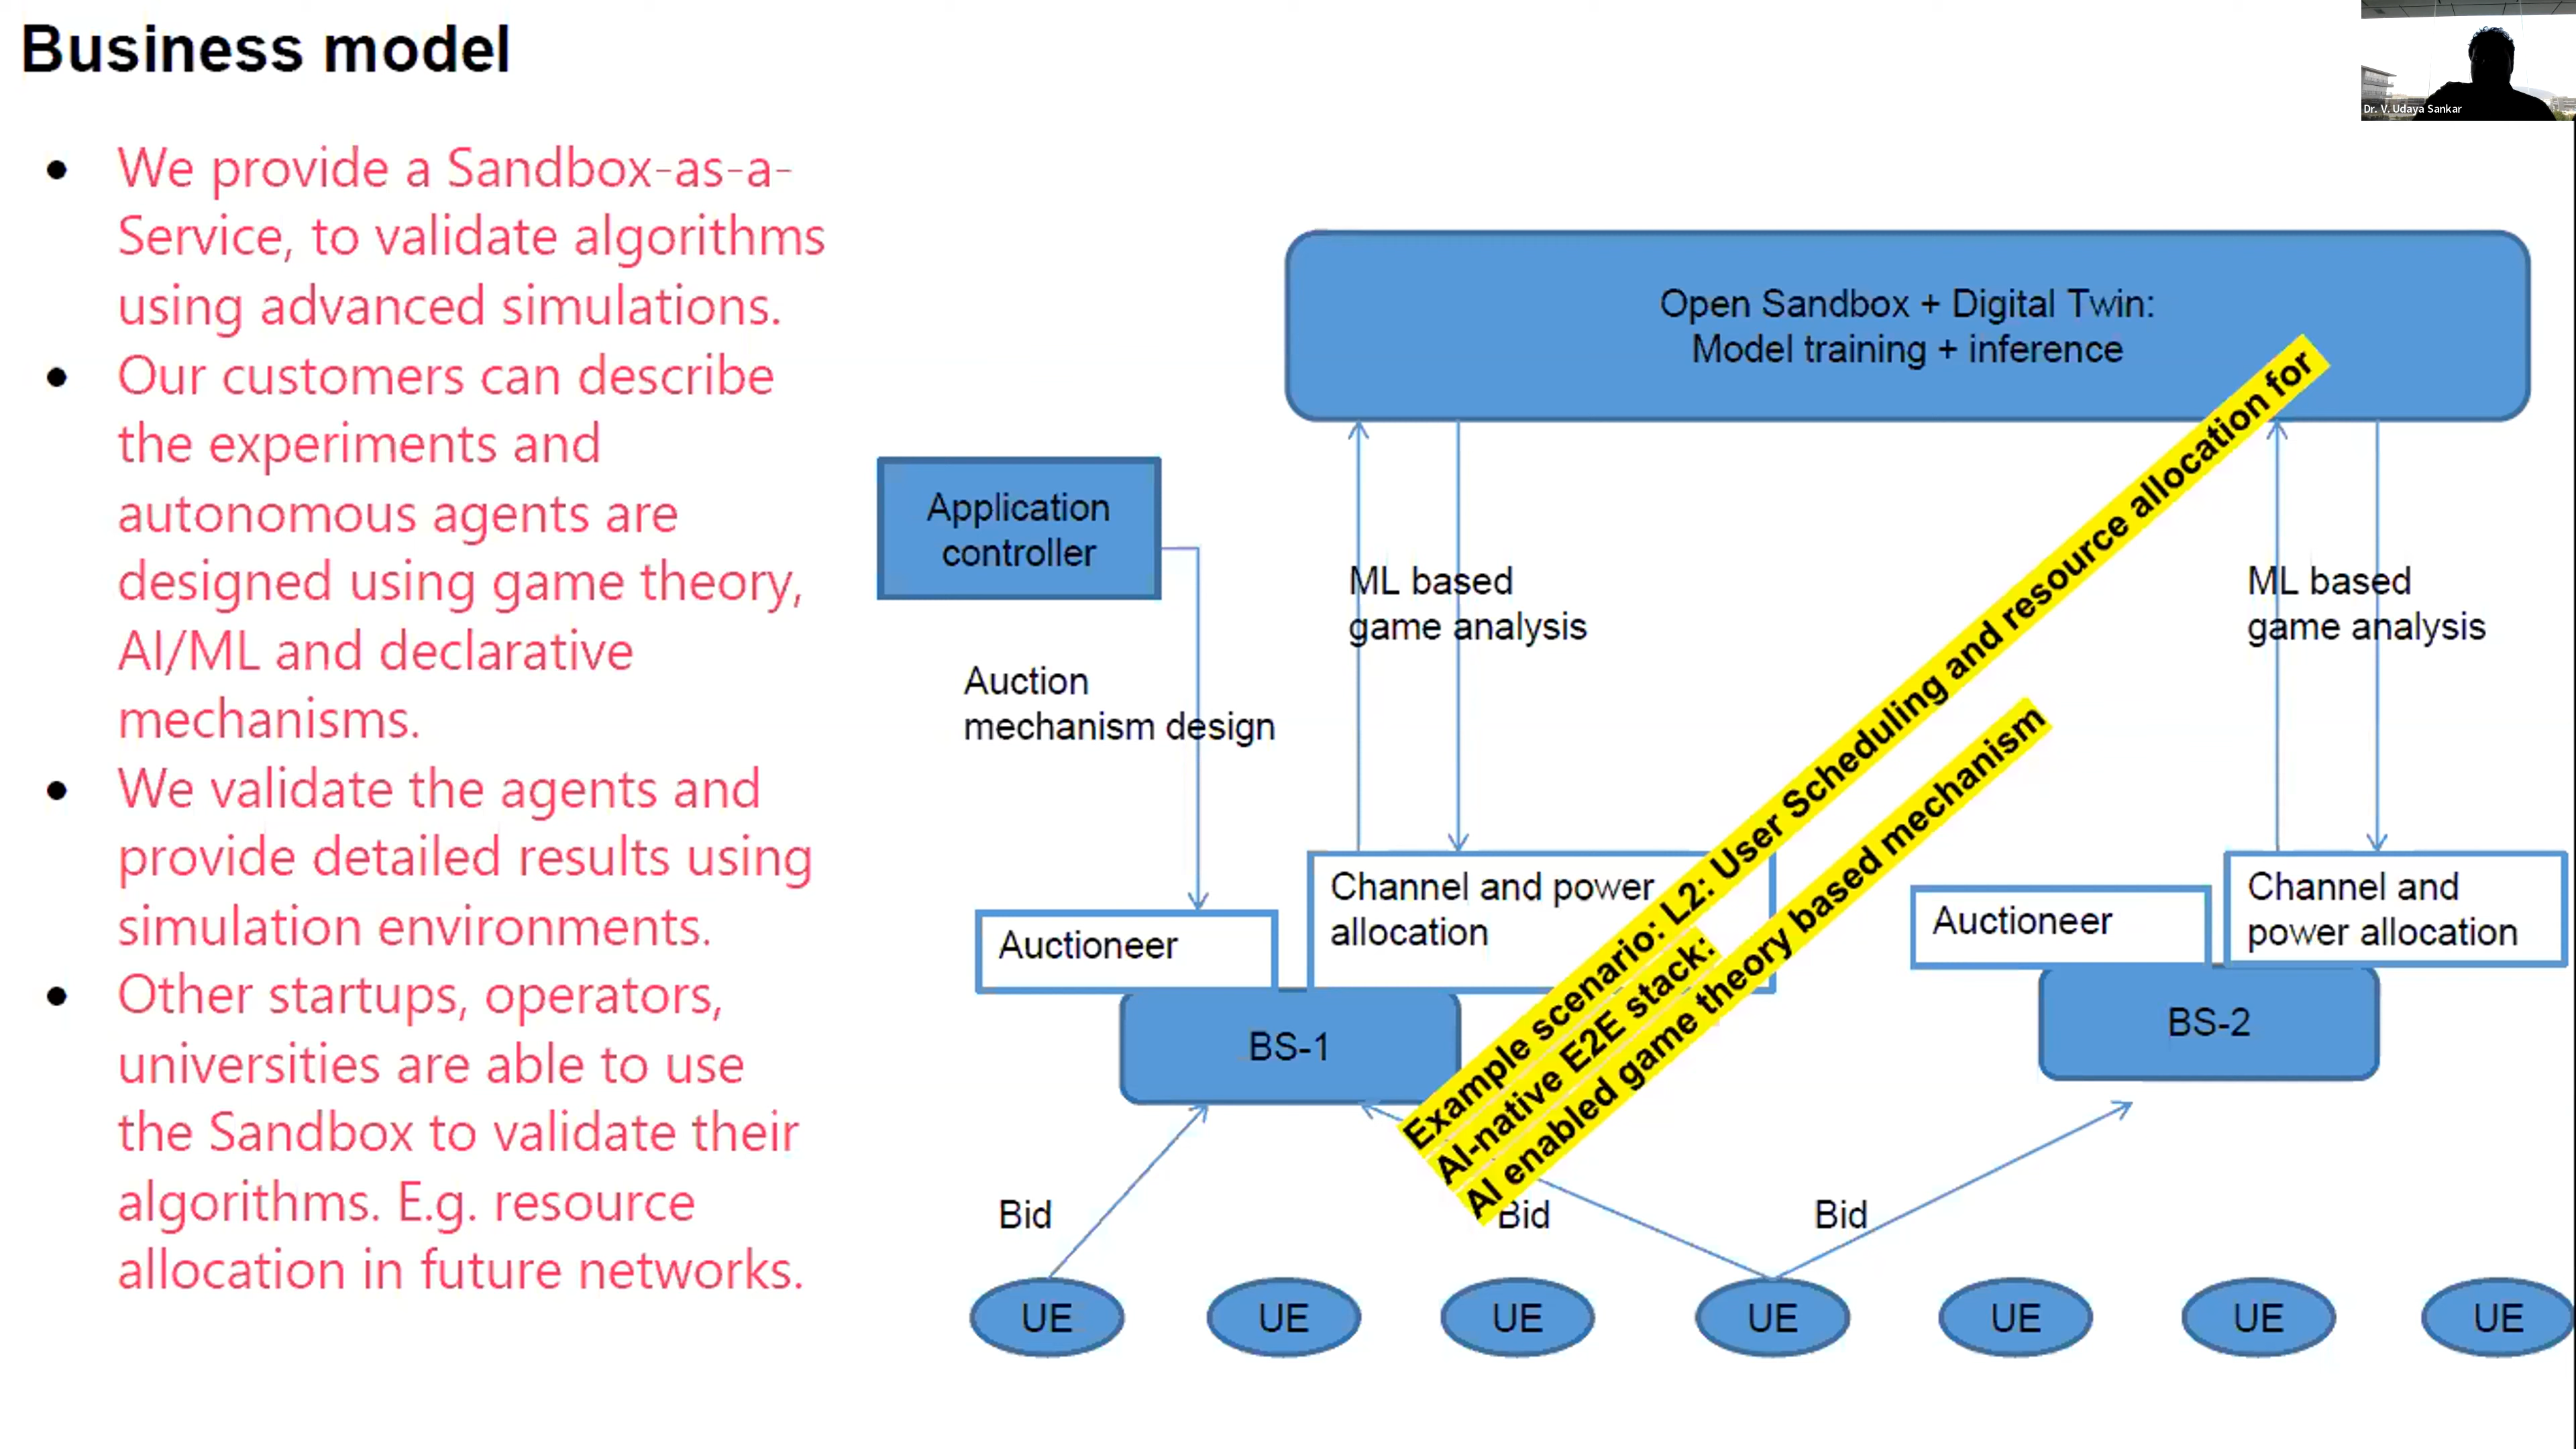 Business model
Dr. V. Udaya Sankar
• We provide a Sandbox-as-a-
Service, to validate algorithms
using advanced simulations.
• Our customers can describe
the experiments and
autonomous agents are
designed using game theory,
AI/ML and declarative
mechanisms.
• We validate the agents and
provide detailed results using
simulation environments.
• Other startups, operators,
universities are able to use
the Sandbox to validate their
algorithms. E.g. resource
allocation in future networks.
Open Sandbox + Digital Twin:
Model training + inference
Application
controller
Auction
mechanism design
ML based
game analysis
ML based
game analysis
Example scenario: L2: User Scheduling and resource allocation for
AI-native E2E stack:
AI enabled game theory based mechanism
Auctioneer
Channel and power
allocation
BS-1
Auctioneer
Channel and
power allocation
BS-2
Bid
Bid
Bid
UE
UE
UE
UE
UE
UE
UE